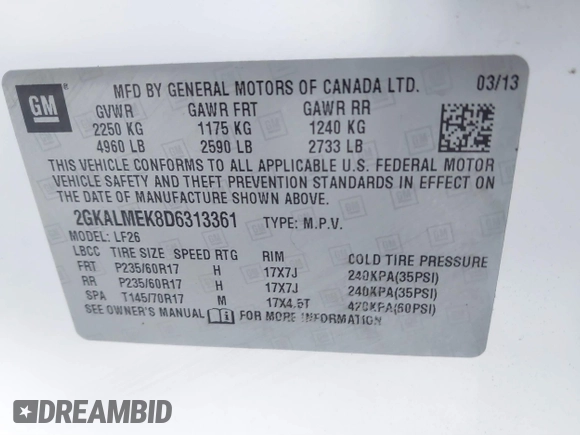 GM
MFD BY GENERAL MOTORS OF CANADA LTD. 03/13
GVWR GAWR FRT GAWR RR
2250 KG 1175 KG 1240 KG
4960 LB 2590 LB 2733 LB
THIS VEHICLE CONFORMS TO ALL APPLICABLE U.S. FEDERAL MOTOR
VEHICLE SAFETY AND THEFT PREVENTION STANDARDS IN EFFECT ON
THE DATE OF MANUFACTURE SHOWN ABOVE.
2GKALMEK8D6313361 TYPE: M.P.V.
MODEL: LF26
LBCC TIRE SIZE SPEED RTG RIM COLD TIRE PRESSURE
FRT P235/60R17 H 17X7J 240KPA(35PSI)
RR P235/60R17 H 17X7J 240KPA(35PSI)
SPA T145/70R17 M 17X4.5T 420KPA(60PSI)
SEE OWNER'S MANUAL FOR MORE INFORMATION
DREAMBID